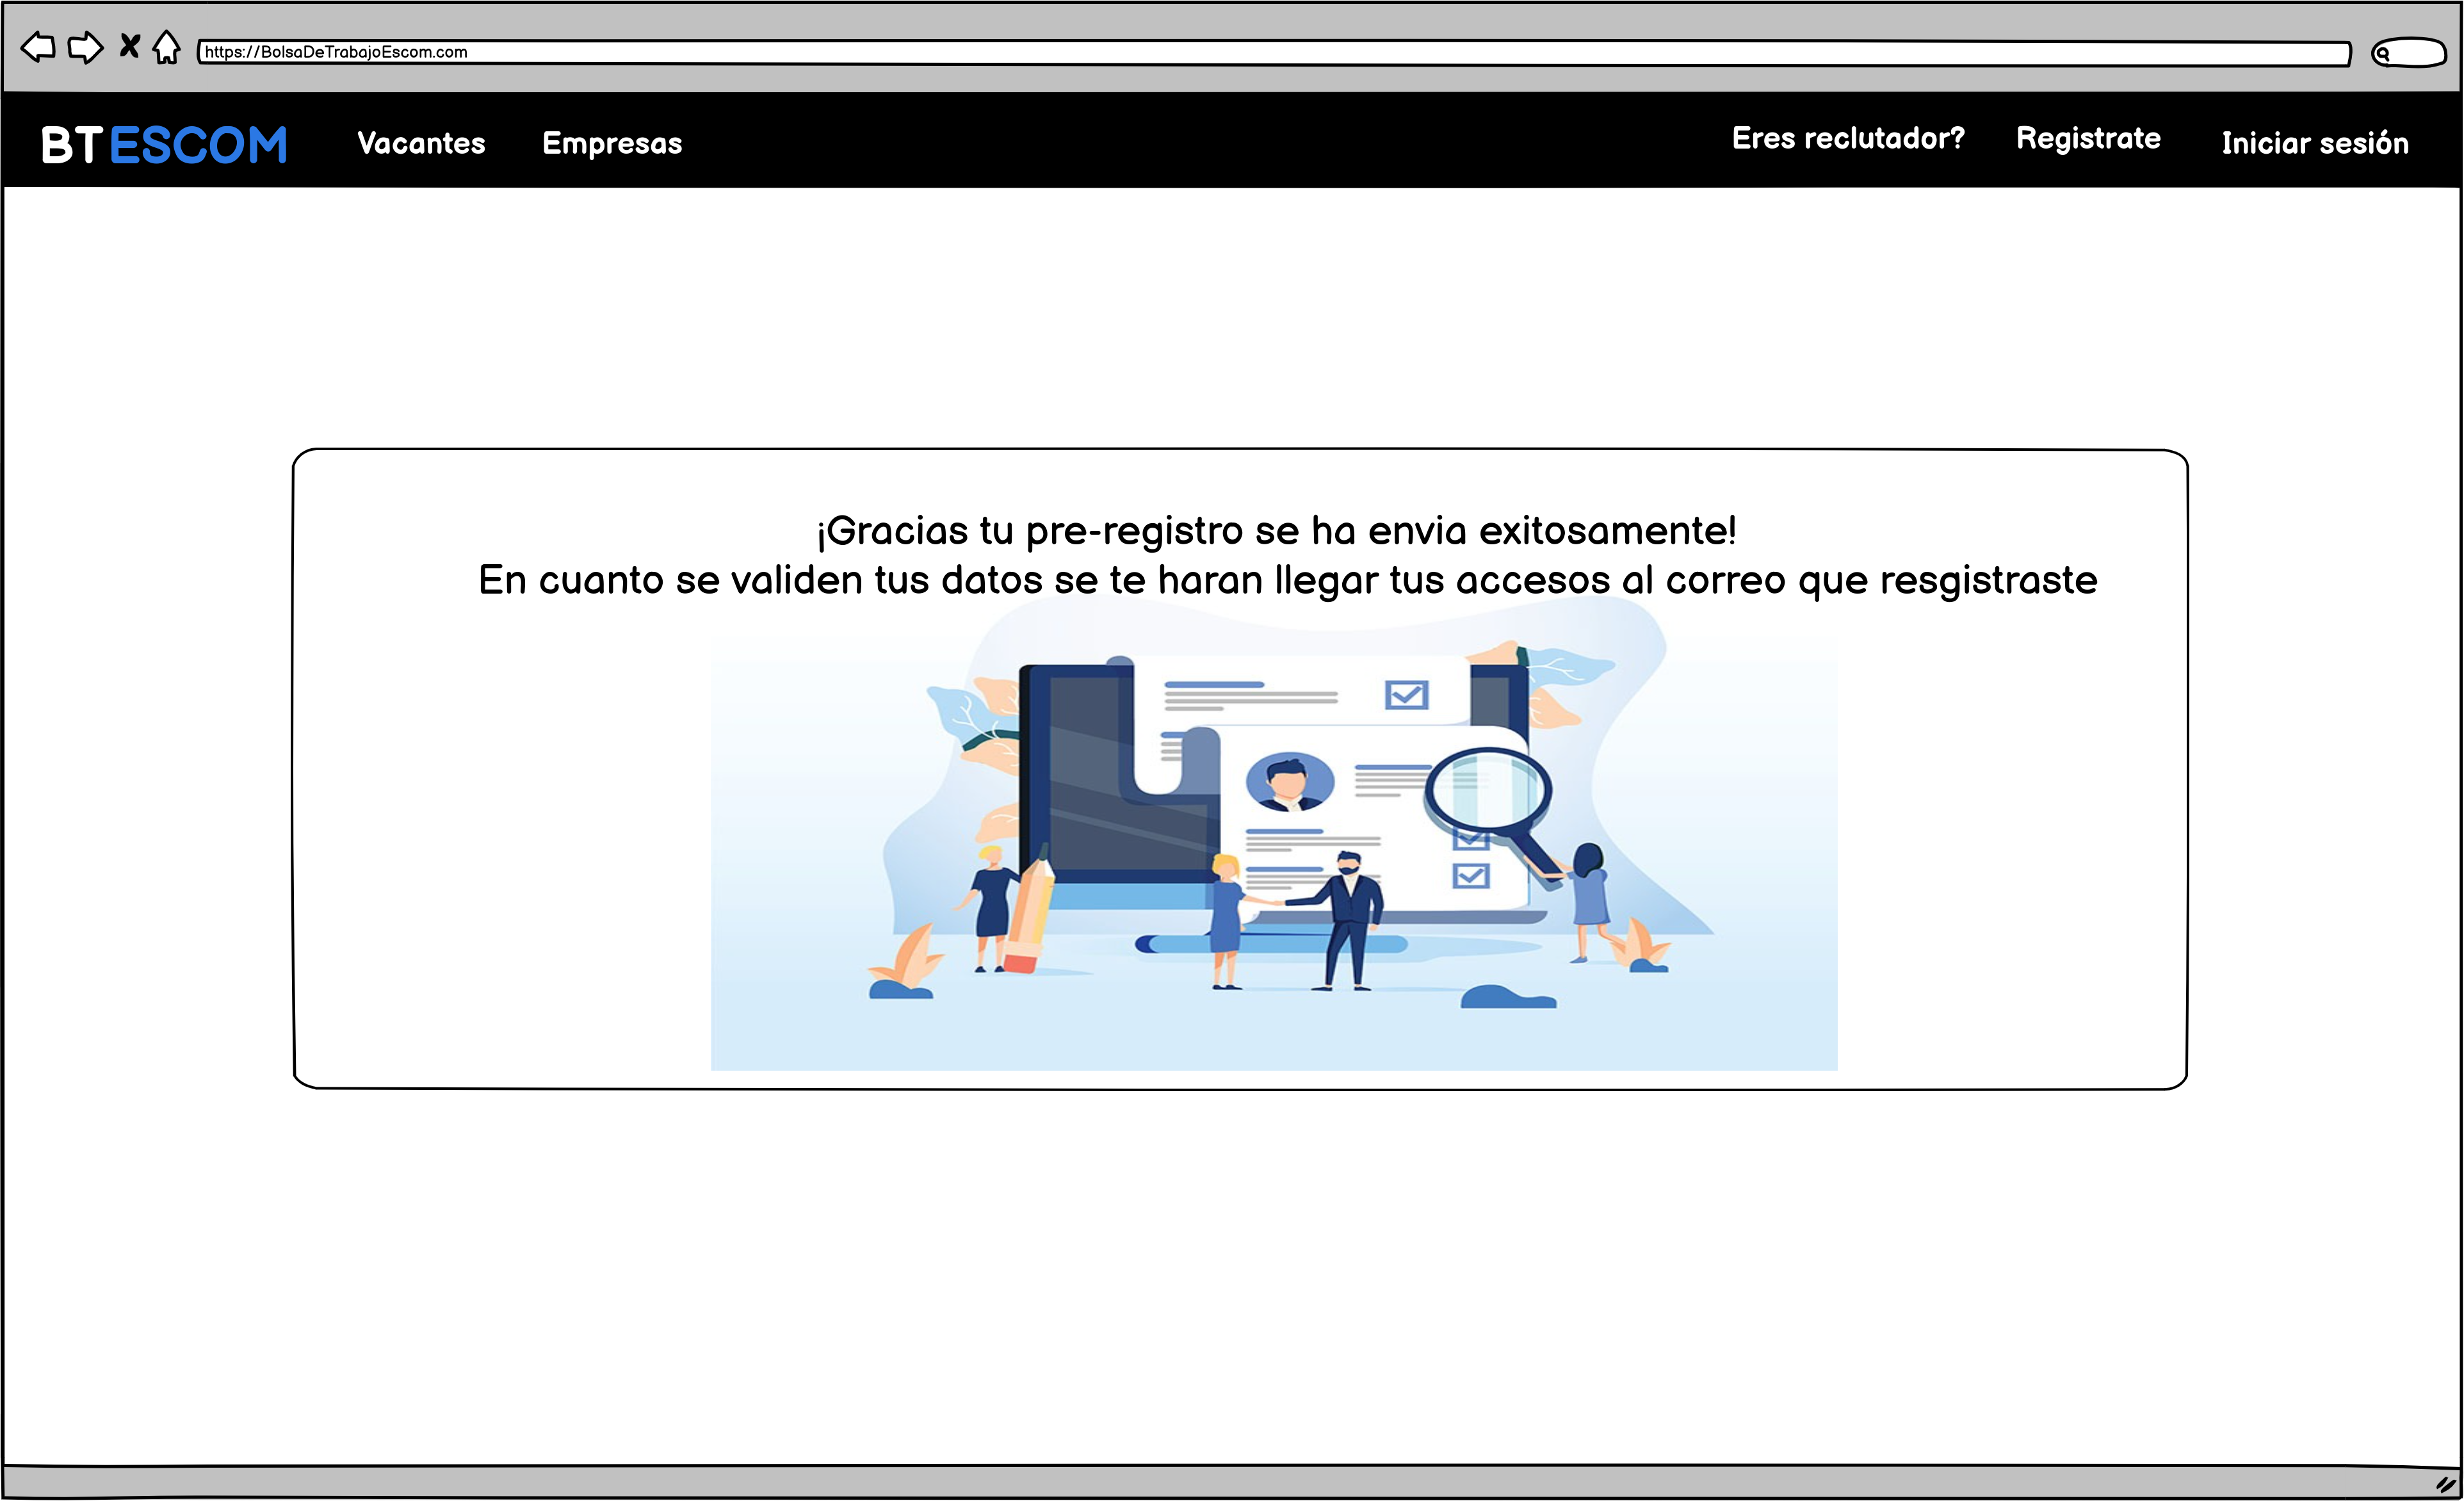 https://BolsaDeTrabajoEscom.com
BTESCOM Vacantes Empresas Eres reclutador? Registrate Iniciar sesión
¡Gracias tu pre-registro se ha envia exitosamente!
En cuanto se validen tus datos se te haran llegar tus accesos al correo que resgistraste